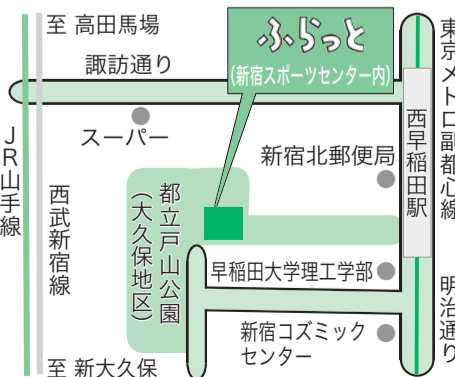 至 高田馬場
ふらっと
(新宿スポーツセンター内)
諏訪通り
スーパー
新宿北郵便局
西早稲田駅
東京メトロ副都心線
JR山手線
西武新宿線
都立戸山公園
(大久保地区)
早稲田大学理工学部
明治通り
新宿コズミック
センター
至 新大久保